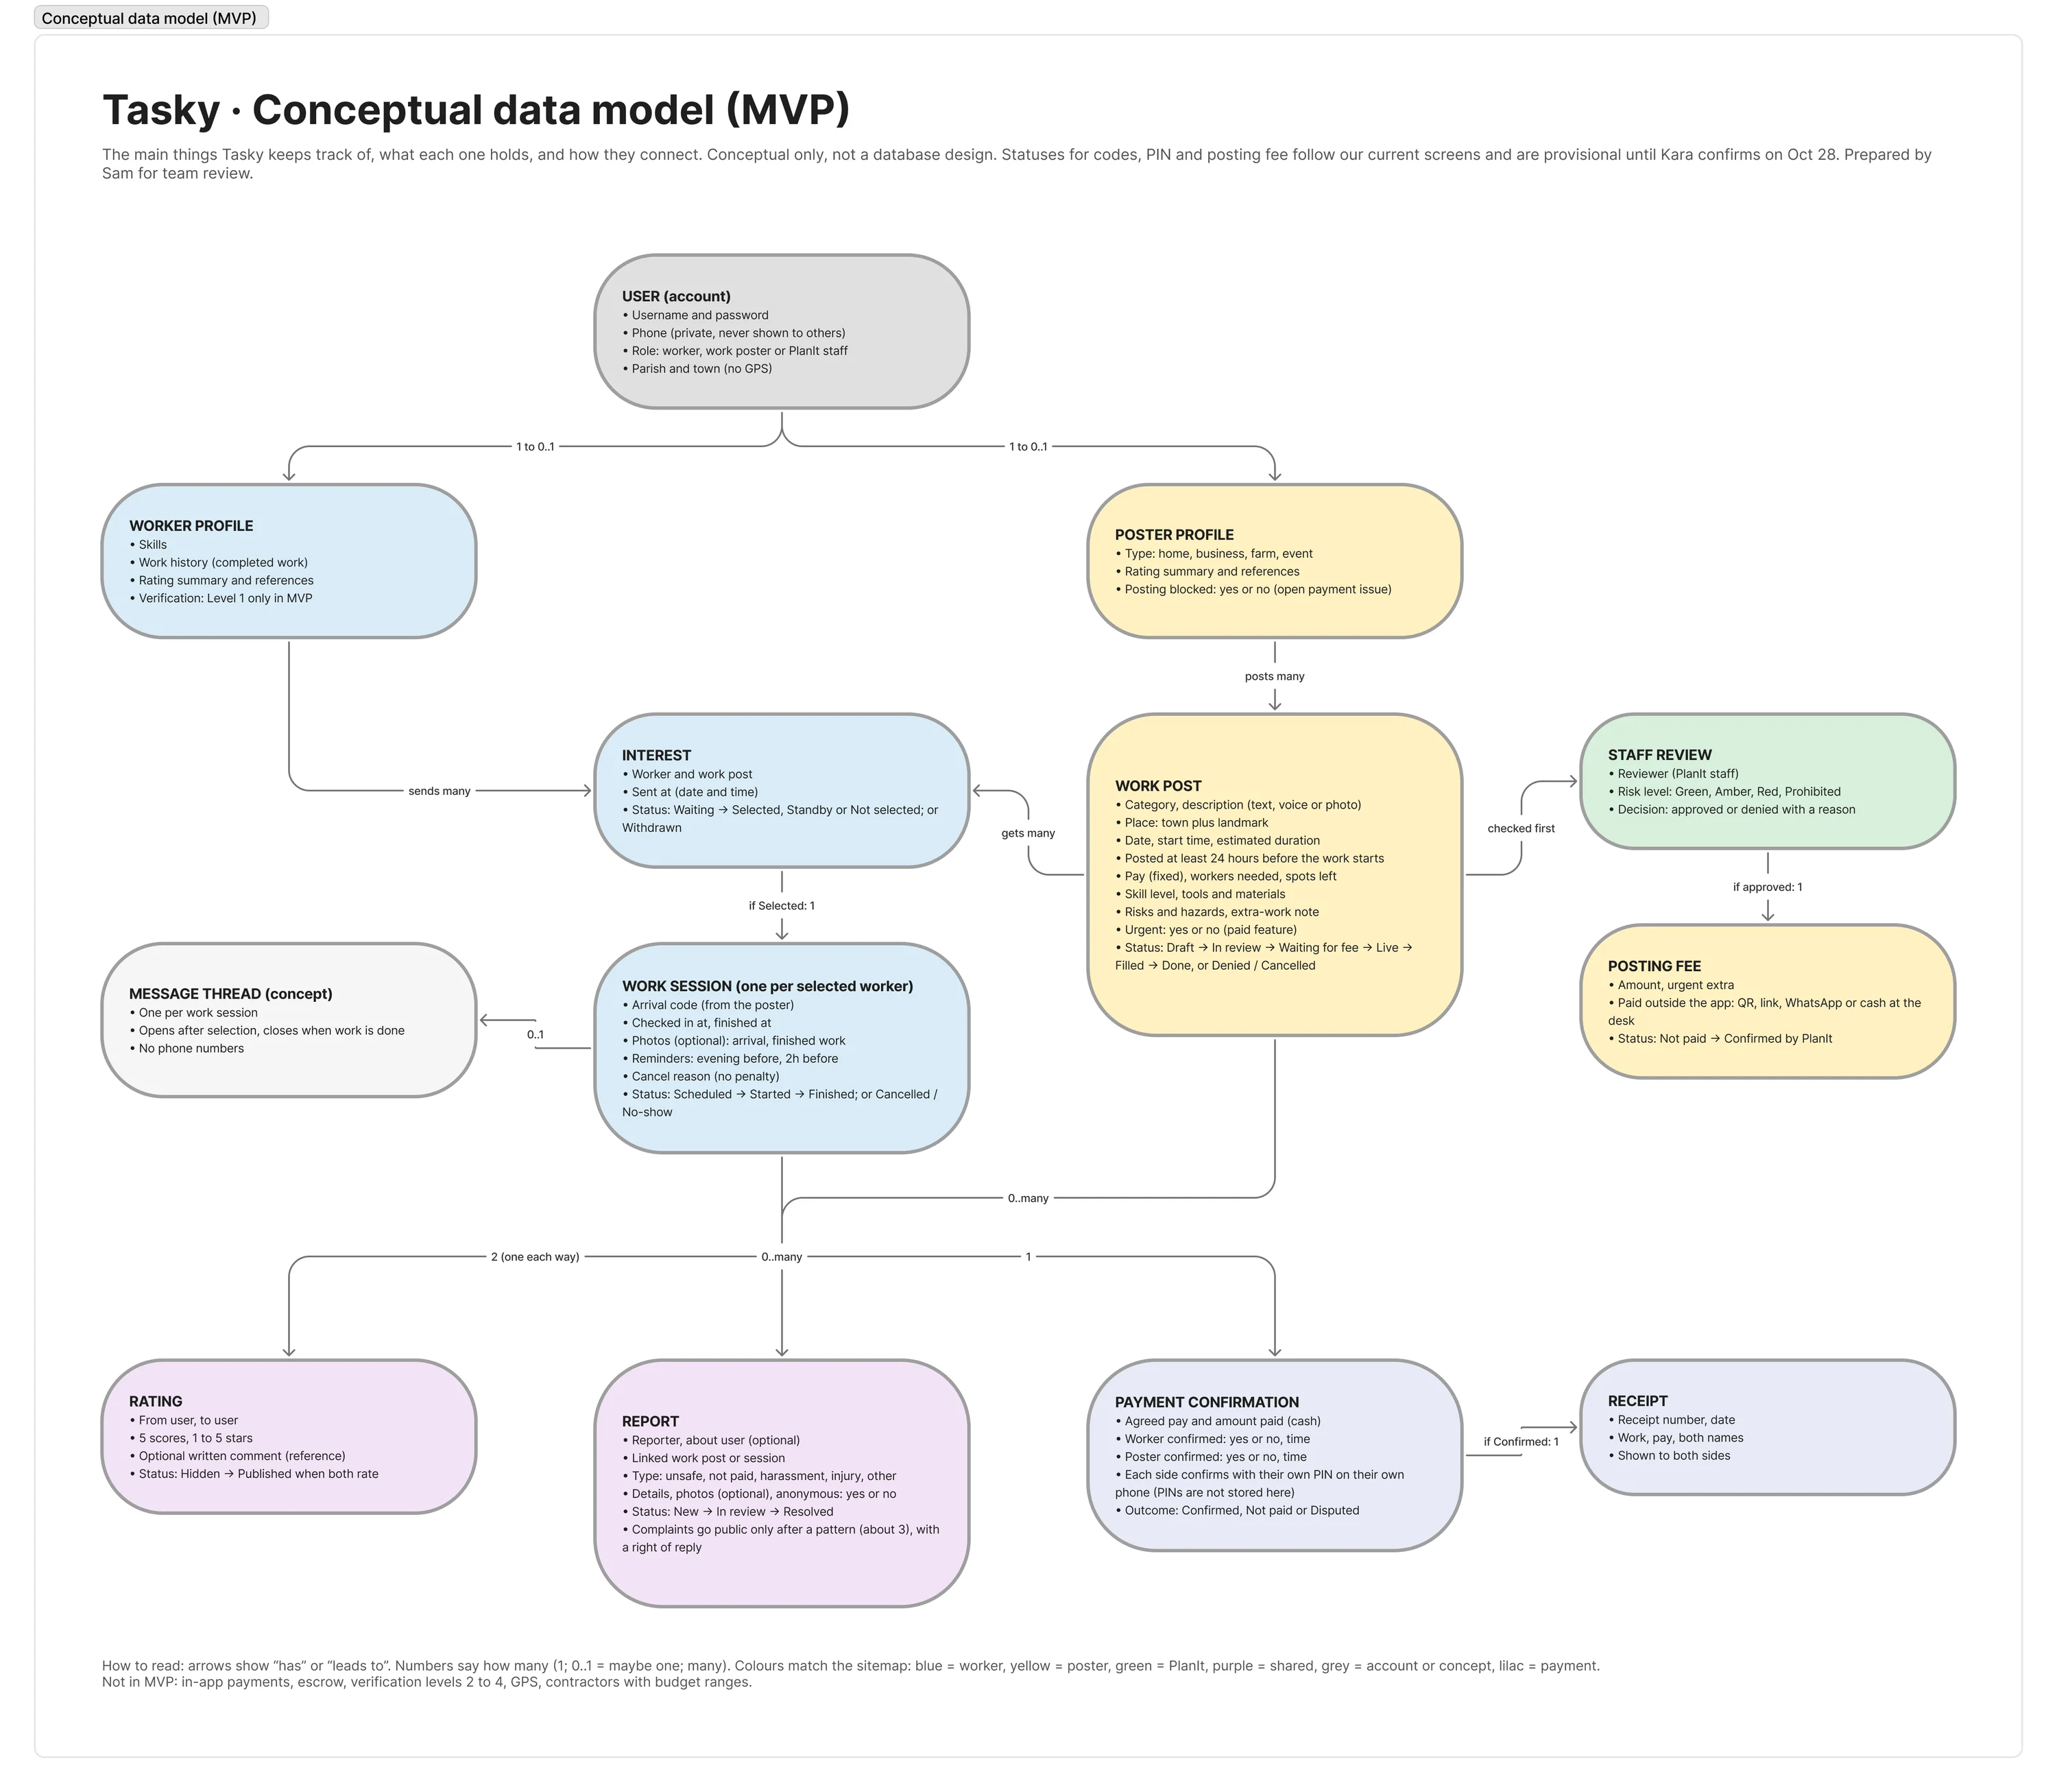 Conceptual data model (MVP)
Tasky · Conceptual data model (MVP)
The main things Tasky keeps track of, what each one holds, and how they connect. Conceptual only, not a database design. Statuses for codes, PIN and posting fee follow our current screens and are provisional until Kara confirms on Oct 28. Prepared by
Sam for team review.
USER (account)
• Username and password
• Phone (private, never shown to others)
• Role: worker, work poster or PlanIt staff
• Parish and town (no GPS)
1 to 0..1
1 to 0..1
WORKER PROFILE
• Skills
• Work history (completed work)
• Rating summary and references
• Verification: Level 1 only in MVP
POSTER PROFILE
• Type: home, business, farm, event
• Rating summary and references
• Posting blocked: yes or no (open payment issue)
posts many
sends many
INTEREST
• Worker and work post
• Sent at (date and time)
• Status: Waiting → Selected, Standby or Not selected; or
Withdrawn
gets many
WORK POST
• Category, description (text, voice or photo)
• Place: town plus landmark
• Date, start time, estimated duration
• Posted at least 24 hours before the work starts
• Pay (fixed), workers needed, spots left
• Skill level, tools and materials
• Risks and hazards, extra-work note
• Urgent: yes or no (paid feature)
• Status: Draft → In review → Waiting for fee → Live →
Filled → Done, or Denied / Cancelled
checked first
STAFF REVIEW
• Reviewer (PlanIt staff)
• Risk level: Green, Amber, Red, Prohibited
• Decision: approved or denied with a reason
if approved: 1
if Selected: 1
POSTING FEE
• Amount, urgent extra
• Paid outside the app: QR, link, WhatsApp or cash at the
desk
• Status: Not paid → Confirmed by PlanIt
MESSAGE THREAD (concept)
• One per work session
• Opens after selection, closes when work is done
• No phone numbers
0..1
WORK SESSION (one per selected worker)
• Arrival code (from the poster)
• Checked in at, finished at
• Photos (optional): arrival, finished work
• Reminders: evening before, 2h before
• Cancel reason (no penalty)
• Status: Scheduled → Started → Finished; or Cancelled /
No-show
0..many
2 (one each way)
0..many
1
RATING
• From user, to user
• 5 scores, 1 to 5 stars
• Optional written comment (reference)
• Status: Hidden → Published when both rate
REPORT
• Reporter, about user (optional)
• Linked work post or session
• Type: unsafe, not paid, harassment, injury, other
• Details, photos (optional), anonymous: yes or no
• Status: New → In review → Resolved
• Complaints go public only after a pattern (about 3), with
a right of reply
PAYMENT CONFIRMATION
• Agreed pay and amount paid (cash)
• Worker confirmed: yes or no, time
• Poster confirmed: yes or no, time
• Each side confirms with their own PIN on their own
phone (PINs are not stored here)
• Outcome: Confirmed, Not paid or Disputed
if Confirmed: 1
RECEIPT
• Receipt number, date
• Work, pay, both names
• Shown to both sides
How to read: arrows show “has” or “leads to”. Numbers say how many (1; 0..1 = maybe one; many). Colours match the sitemap: blue = worker, yellow = poster, green = PlanIt, purple = shared, grey = account or concept, lilac = payment.
Not in MVP: in-app payments, escrow, verification levels 2 to 4, GPS, contractors with budget ranges.